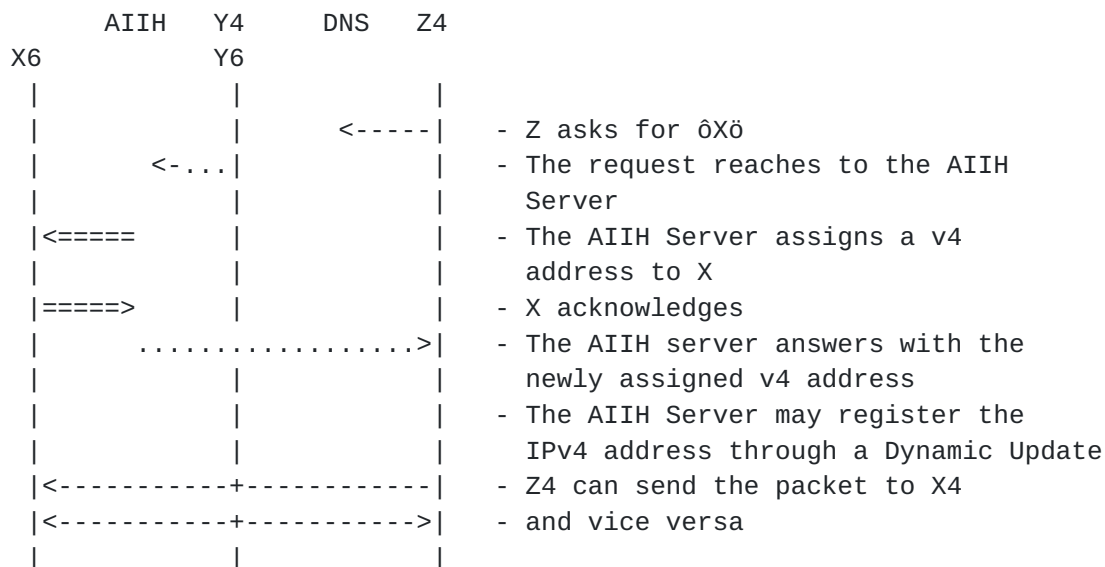 AIIH   Y4     DNS   Z4
X6           Y6
 |             |             |
 |             |      <-----|    - Z asks for ôXö
 |       <-...|             |    - The request reaches to the AIIH
 |             |             |      Server
 |<=====      |             |    - The AIIH Server assigns a v4
 |             |             |      address to X
 |=====>      |             |    - X acknowledges
 |      ..................>|    - The AIIH server answers with the
 |             |             |      newly assigned v4 address
 |             |             |    - The AIIH Server may register the
 |             |             |      IPv4 address through a Dynamic Update
 |<-----------+------------|    - Z4 can send the packet to X4
 |<-----------+----------->|    - and vice versa
 |             |             |